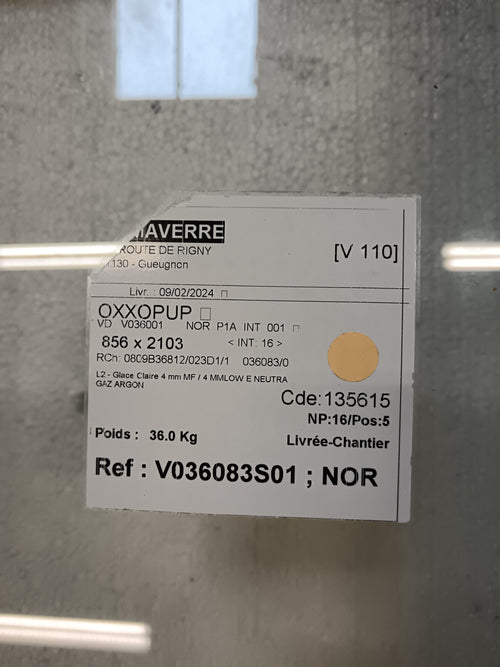 MAVERRE
ROUTE DE RIGNY
[V 110]
130 - Gueugnon
Livr. : 09/02/2024
OXXOPUP
VD V036001 NOR P1A INT 001
856 x 2103 < INT: 16 >
RCh: 0809B36812/023D1/1 036083/0
L2 - Glace Claire 4 mm MF / 4 MMLOW E NEUTRA
GAZ ARGON
Cde:135615
NP:16/Pos:5
Poids : 36.0 Kg
Livrée-Chantier
Ref : V036083S01 ; NOR